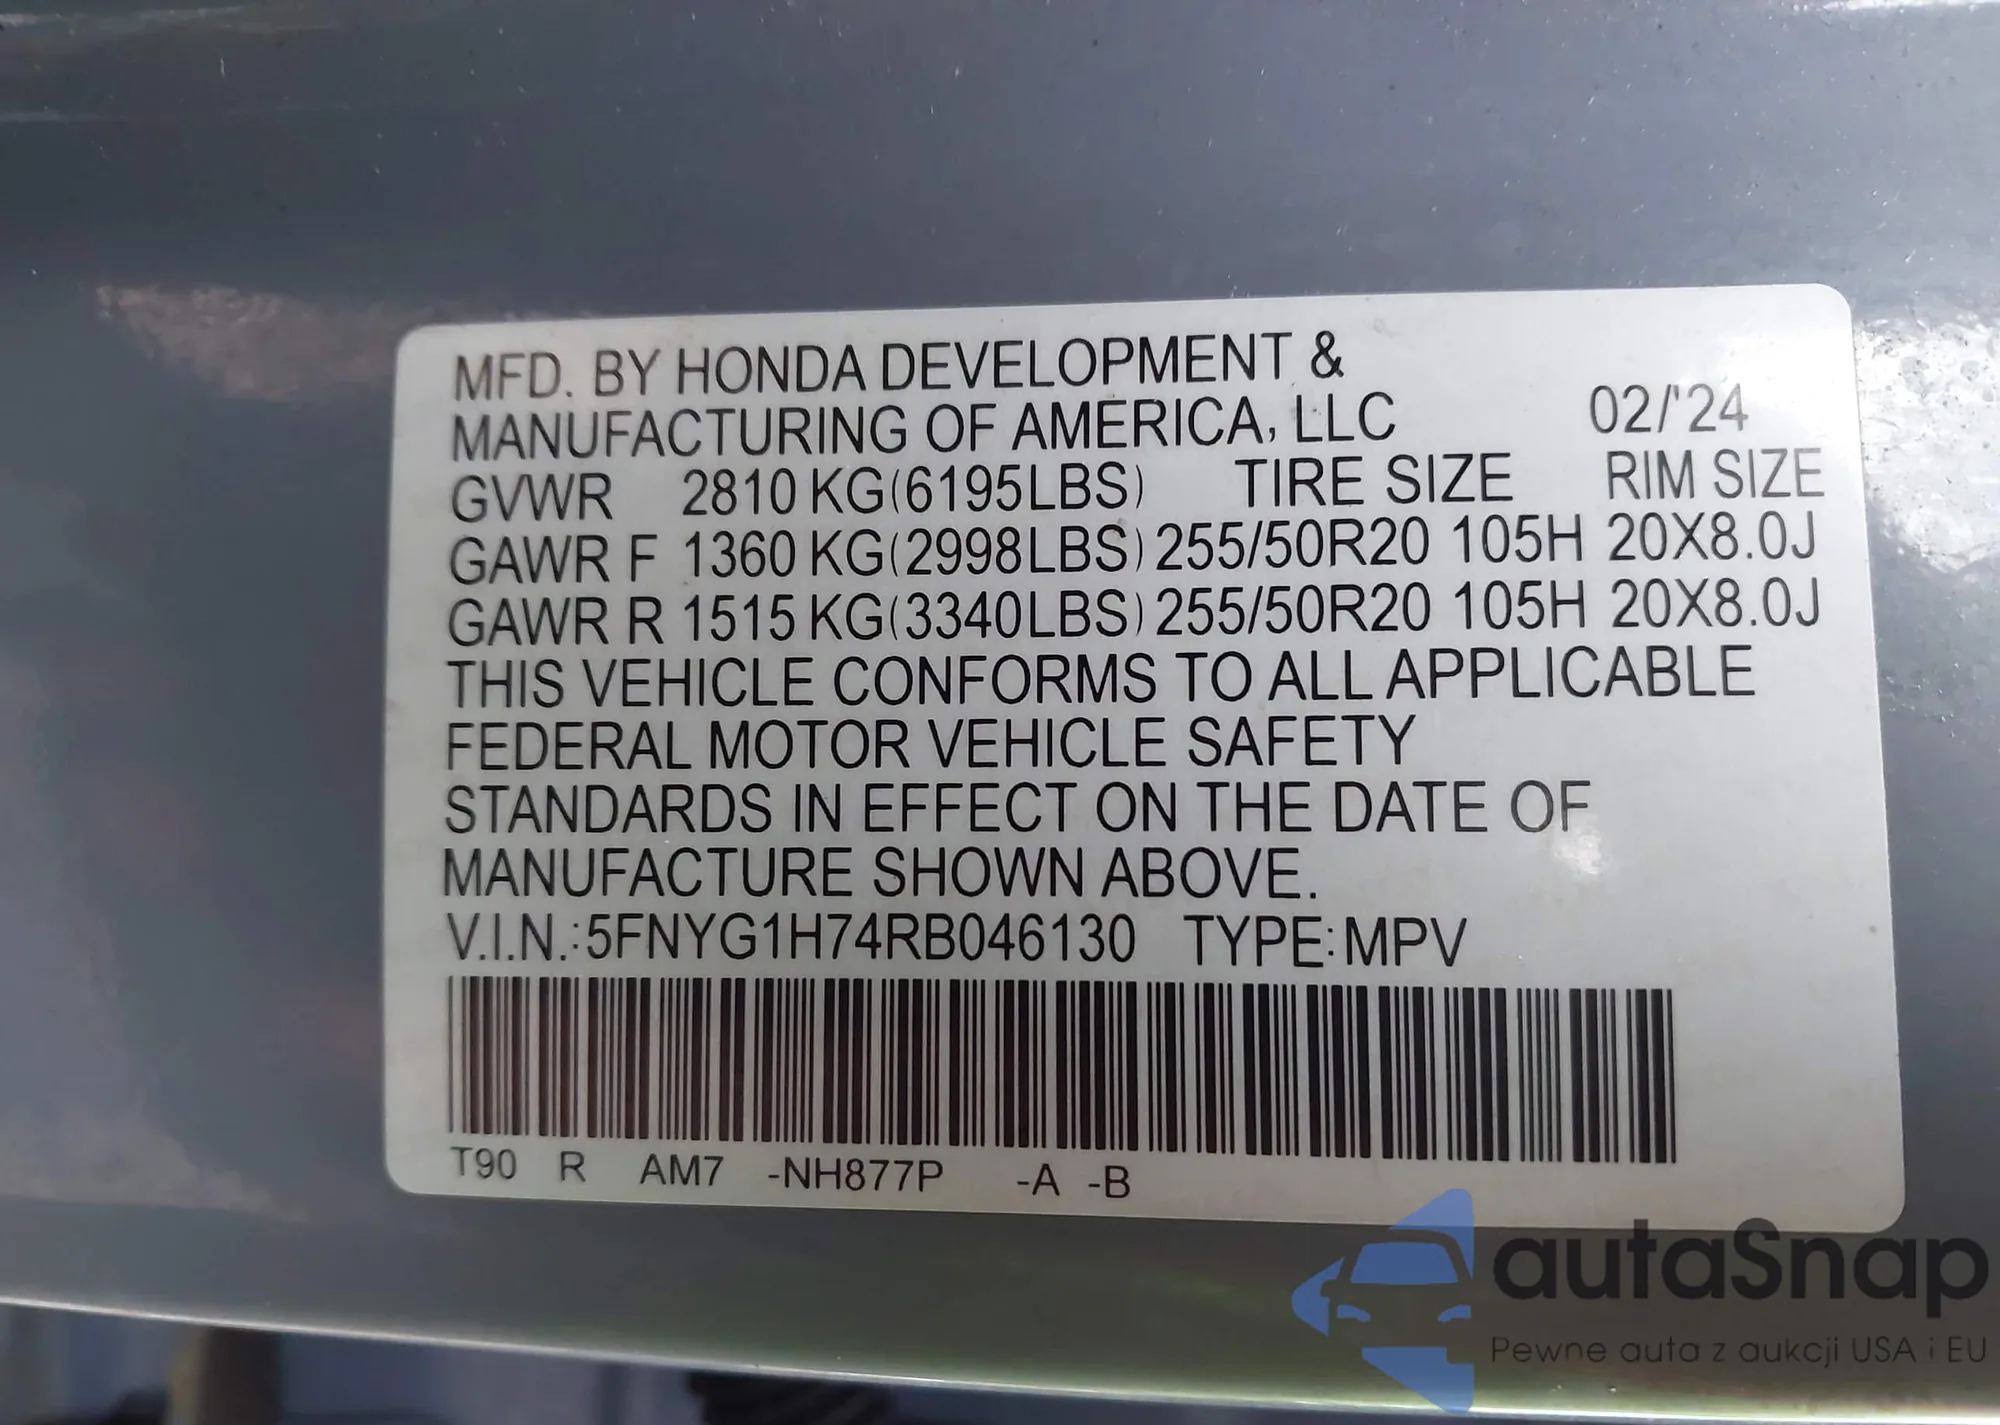 MFD. BY HONDA DEVELOPMENT &
MANUFACTURING OF AMERICA, LLC 02/'24
GVWR 2810 KG(6195LBS) TIRE SIZE RIM SIZE
GAWR F 1360 KG(2998LBS) 255/50R20 105H 20X8.0J
GAWR R 1515 KG(3340LBS) 255/50R20 105H 20X8.0J
THIS VEHICLE CONFORMS TO ALL APPLICABLE
FEDERAL MOTOR VEHICLE SAFETY
STANDARDS IN EFFECT ON THE DATE OF
MANUFACTURE SHOWN ABOVE.
V.I.N.:5FNYG1H74RB046130 TYPE:MPV
T90 R AM7 -NH877P -A -B
autaSnap
Pewne auta z aukcji USA i EU